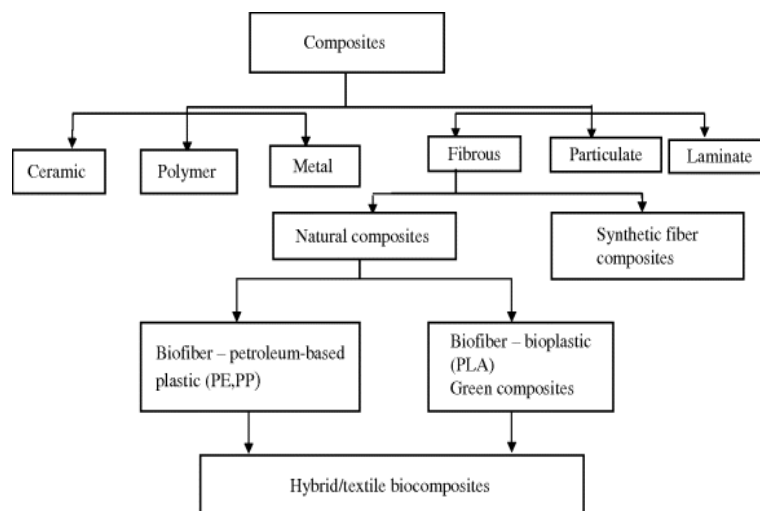 Composites
Ceramic
Polymer
Metal
Fibrous
Particulate
Laminate
Natural composites
Synthetic fiber
composites
Biofiber – petroleum-based
plastic (PE,PP)
Biofiber – bioplastic
(PLA)
Green composites
Hybrid/textile biocomposites